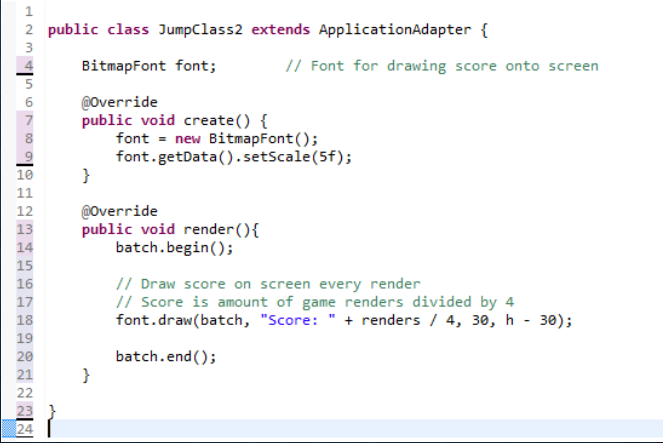 1
2 public class JumpClass2 extends ApplicationAdapter {
3
4 BitmapFont font; // Font for drawing score onto screen
5
6 @Override
7 public void create() {
8 font = new BitmapFont();
9 font.getData().setScale(5f);
10 }
11
12 @Override
13 public void render(){
14 batch.begin();
15
16 // Draw score on screen every render
17 // Score is amount of game renders divided by 4
18 font.draw(batch, "Score: " + renders / 4, 30, h - 30);
19
20 batch.end();
21 }
22
23 }
24